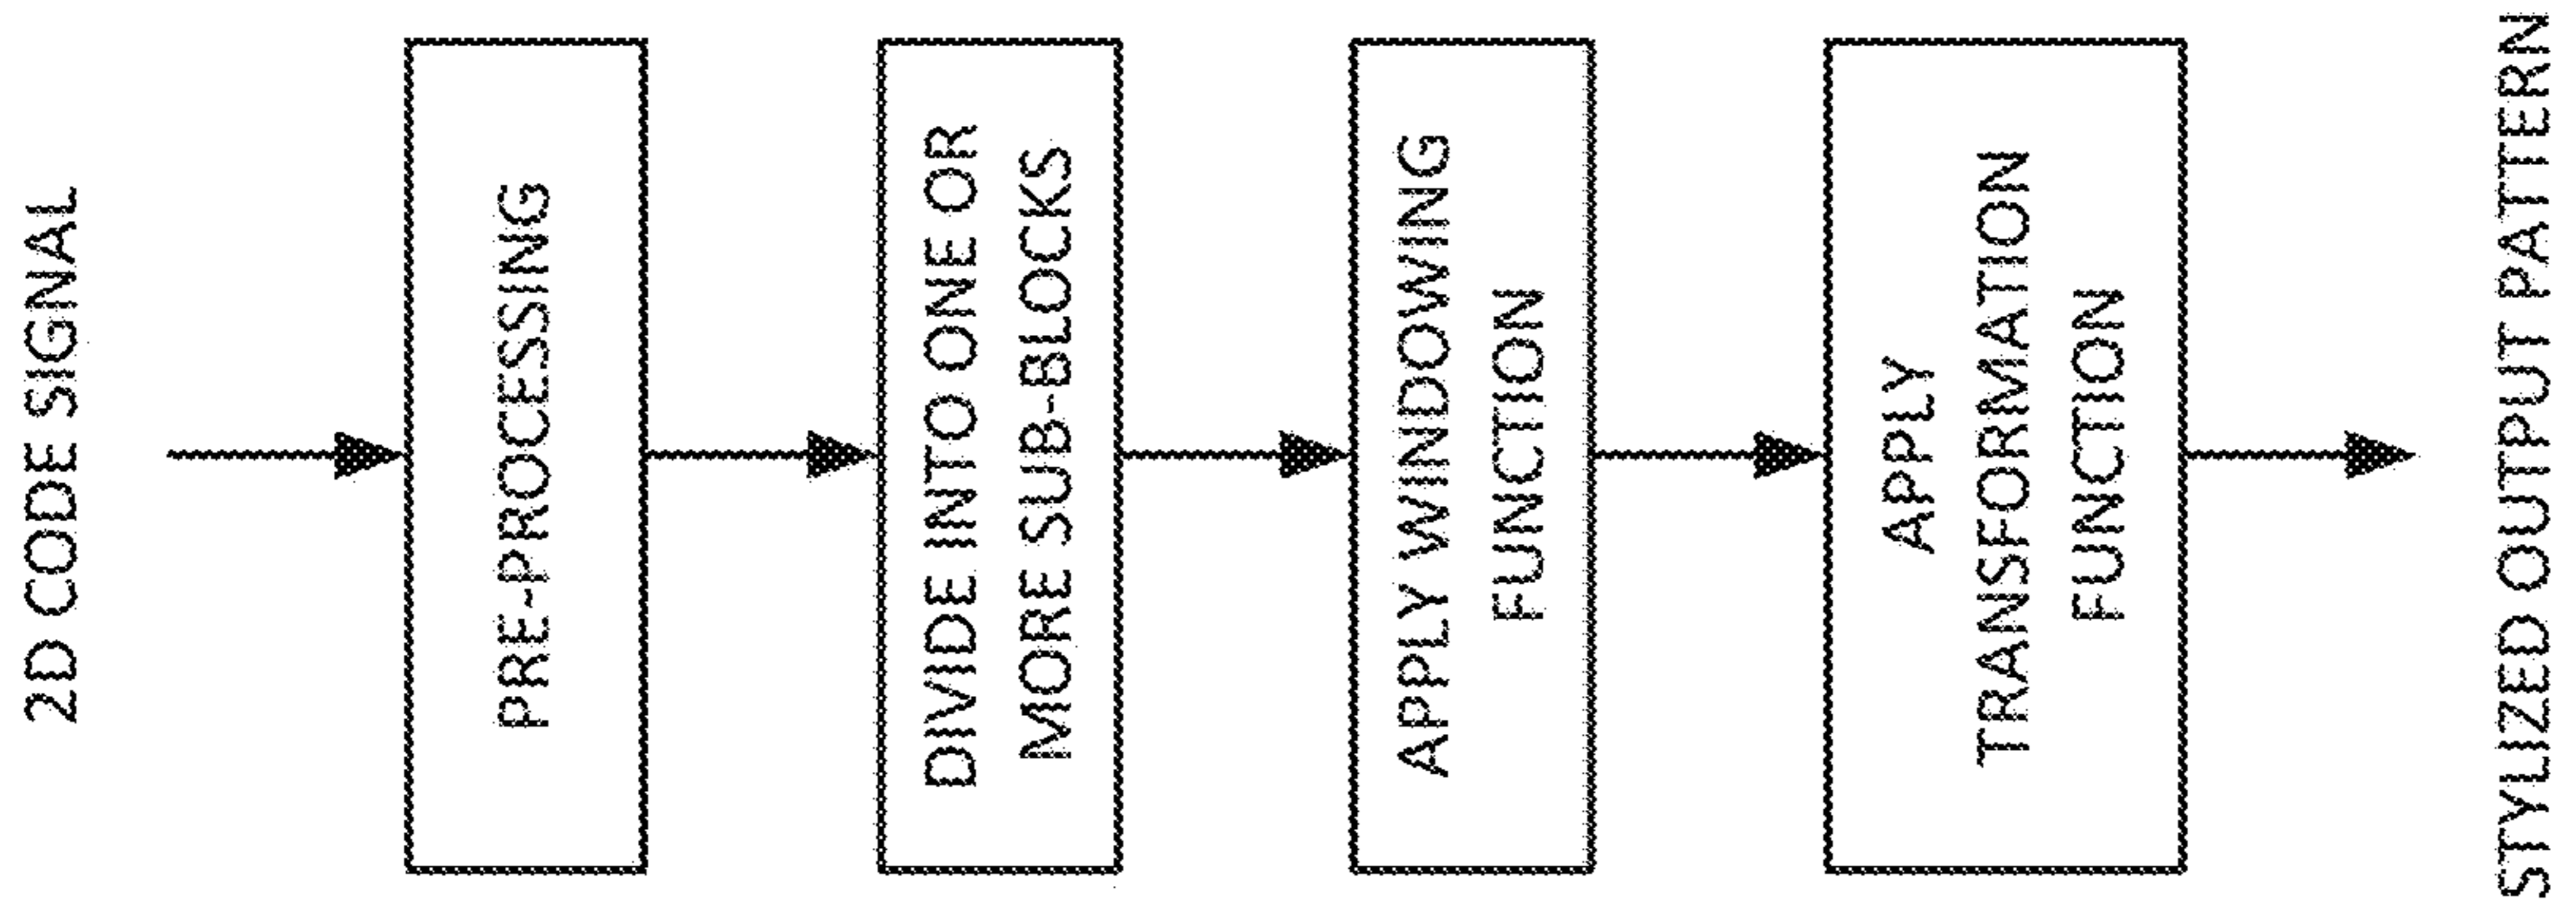 2D CODE SIGNAL
PRE-PROCESSING
DIVIDE INTO ONE OR
MORE SUB-BLOCKS
APPLY WINDOWING
FUNCTION
APPLY
TRANSFORMATION
FUNCTION
STYLIZED OUTPUT PATTERN